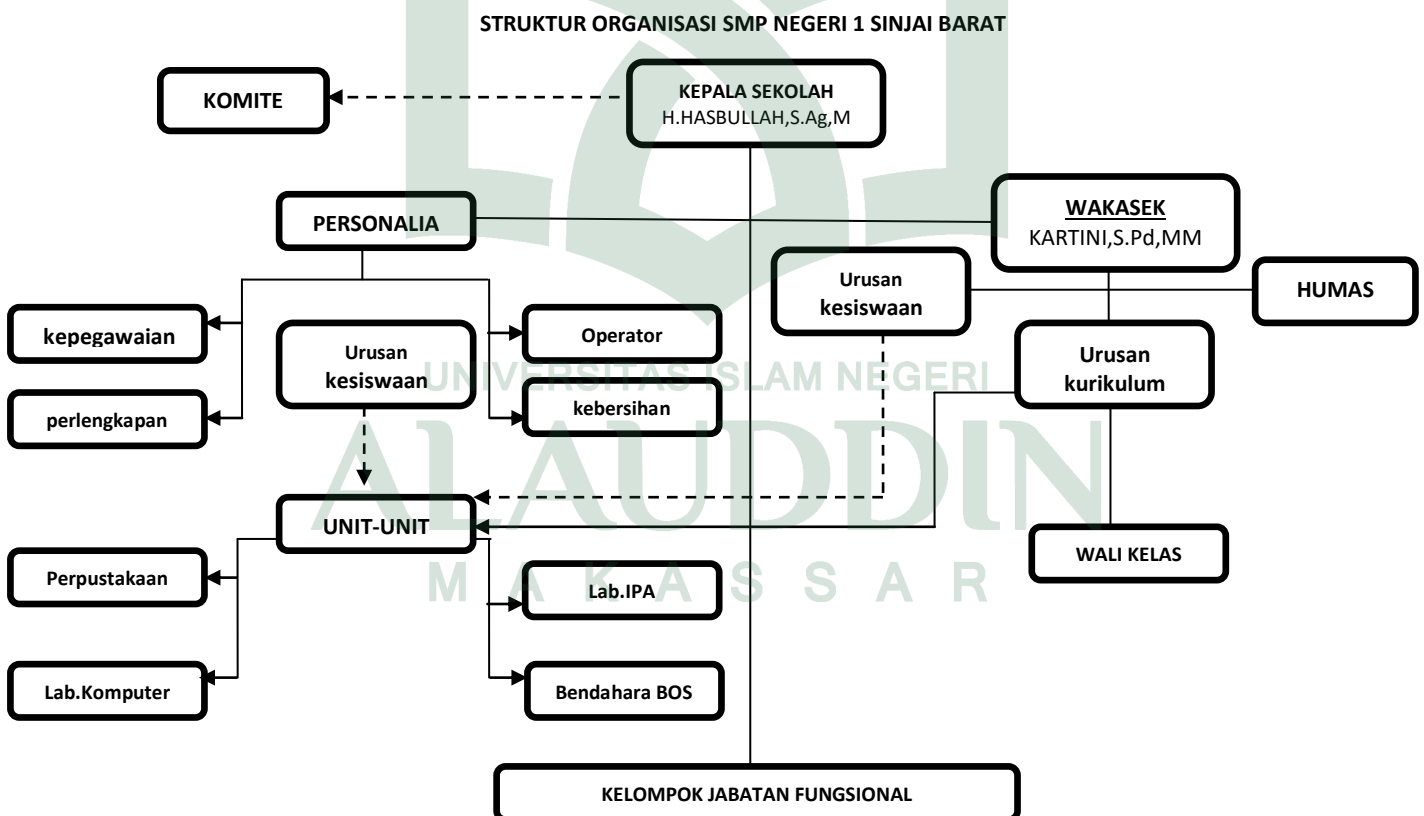 STRUKTUR ORGANISASI SMP NEGERI 1 SINJAI BARAT
KOMITE
KEPALA SEKOLAH
H.HASBULLAH,S.Ag,M
PERSONALIA
WAKASEK
KARTINI,S.Pd,MM
Urusan
kesiswaan
HUMAS
kepegawaian
Urusan
kesiswaan
Operator
Urusan
kurikulum
perlengkapan
kebersihan
UNIVERSITAS ISLAM NEGERI
ALAUDDIN
UNIT-UNIT
WALI KELAS
Perpustakaan
Lab.IPA
MAKASSAR
Lab.Komputer
Bendahara BOS
KELOMPOK JABATAN FUNGSIONAL